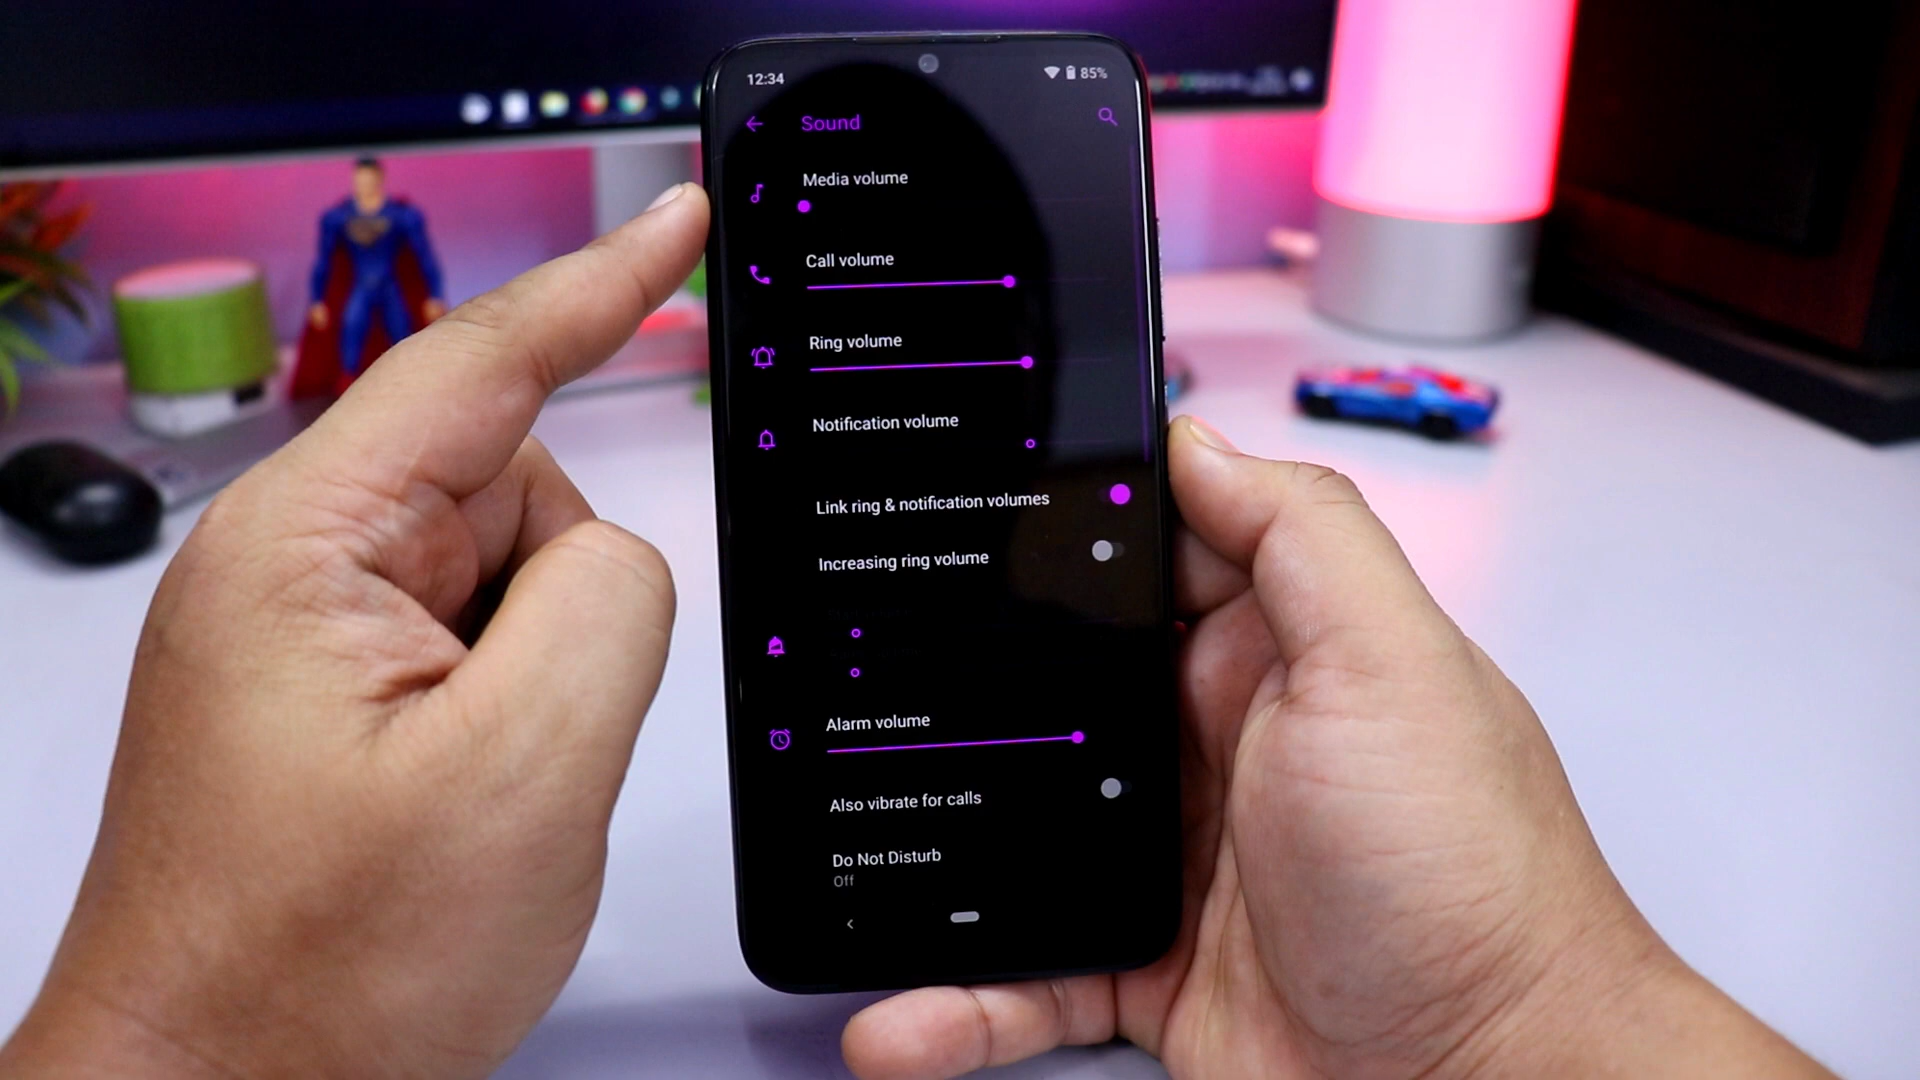 12:34
85%
Sound
Media volume
Call volume
Ring volume
Notification volume
Link ring & notification volumes
Increasing ring volume
Alarm volume
Also vibrate for calls
Do Not Disturb
Off